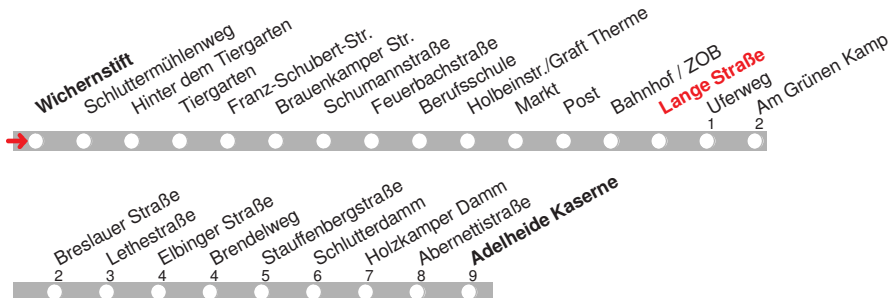 Wichernstift
Schluttermühlenweg
Hinter dem Tiergarten
Tiergarten
Franz-Schubert-Str.
Brauenkamper Str.
Schumannstraße
Feuerbachstraße
Berufsschule
Holbeinstr./Graft Therme
Markt
Post
Bahnhof / ZOB
Lange Straße
Uferweg
1
Am Grünen Kamp
2
Breslauer Straße
2
Lethestraße
3
Elbinger Straße
4
Brendelweg
4
Stauffenbergstraße
5
Schlutterdamm
6
Holzkamper Damm
7
Abernettistraße
8
Adelheide Kaserne
9